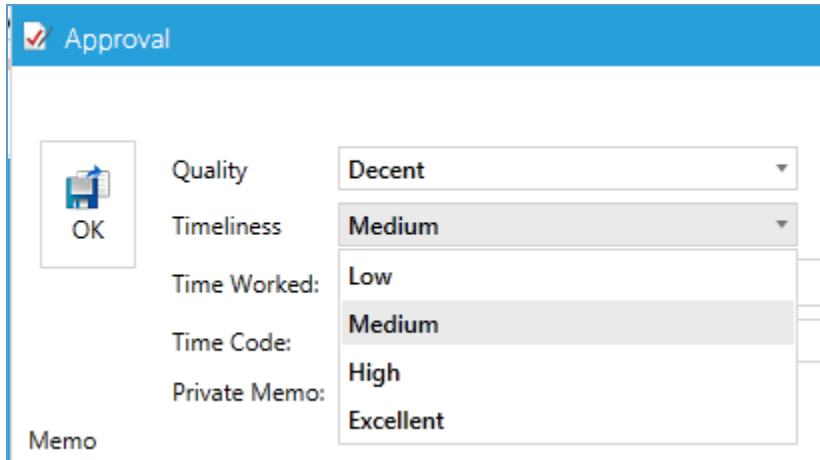 Approval
Quality Decent
OK
Timeliness Medium
Low
Time Worked:
Medium
Time Code:
High
Private Memo:
Excellent
Memo